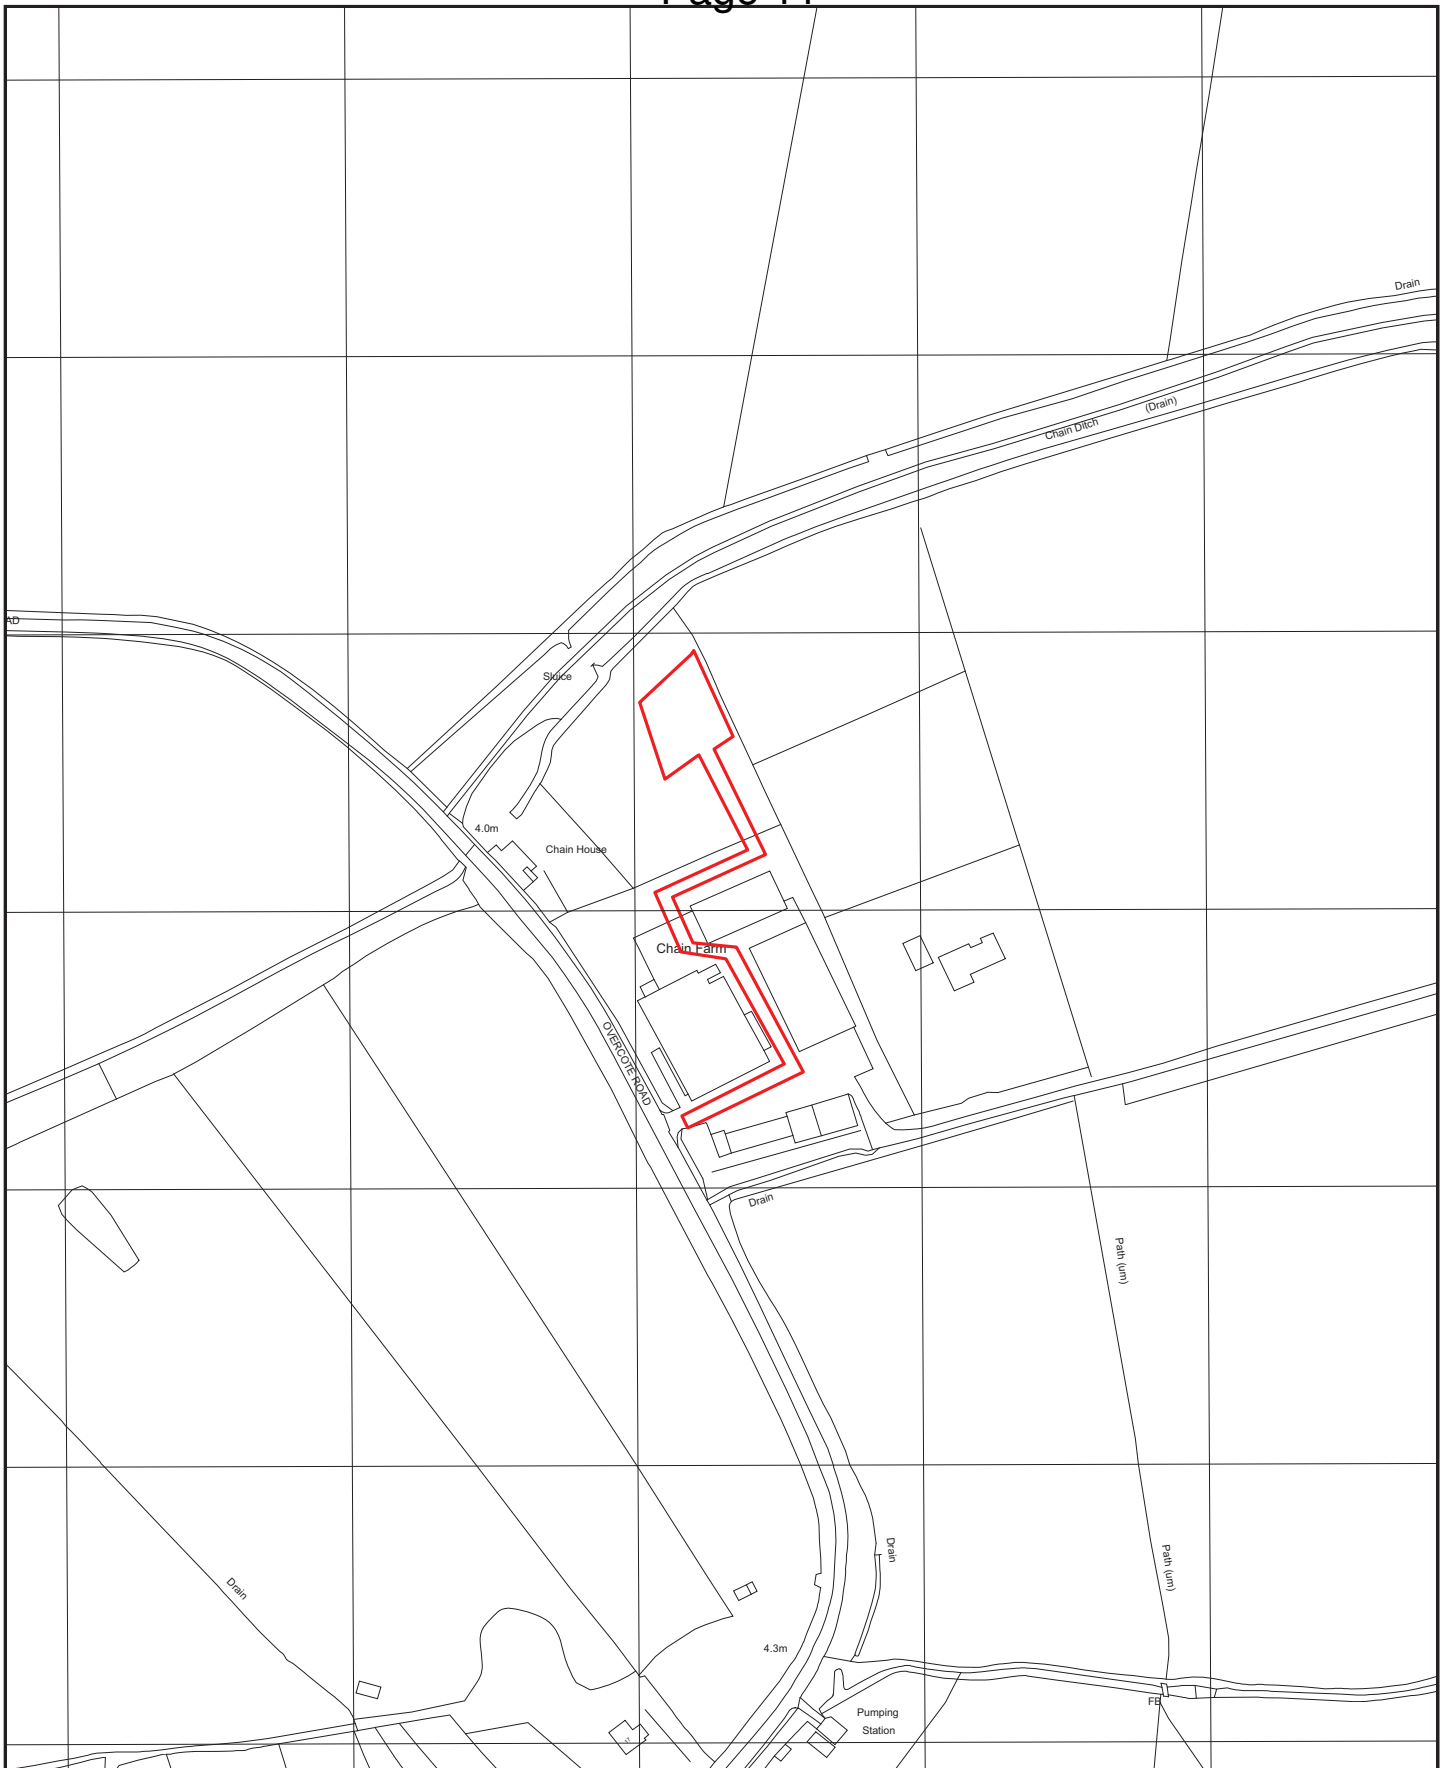 Drain
(Drain)
Chain Ditch
AD
Sluice
4.0m
Chain House
Chain Farm
OVERCOTE ROAD
Drain
Path (um)
Drain
Path (um)
Drain
4.3m
FB
Pumping
Station